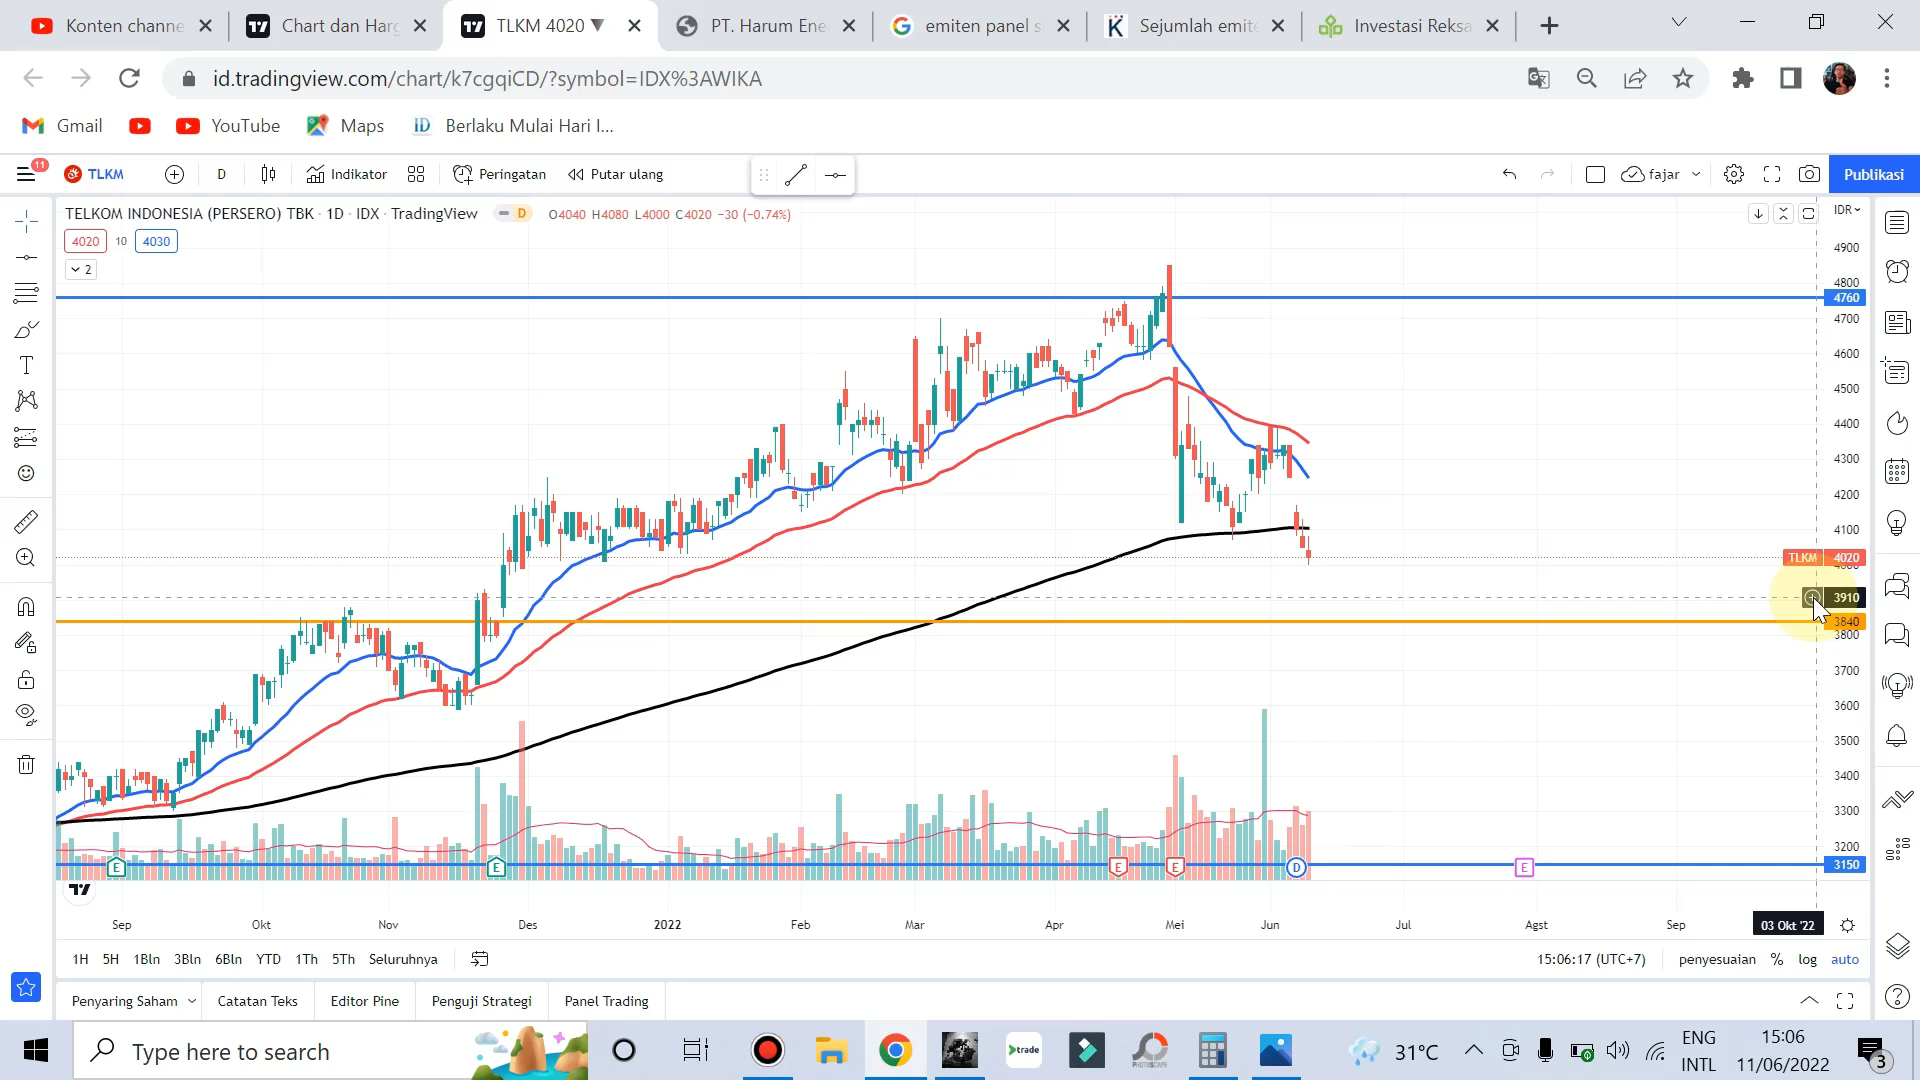 Konten channe
Chart dan Harg
TLKM 4020 ▼
PT. Harum Ene
emiten panel s
Sejumlah emite
Investasi Reksa
id.tradingview.com/chart/k7cgqiCD/?symbol=IDX%3AWIKA
Gmail
YouTube
Maps
Berlaku Mulai Hari I...
11
TLKM
D
Indikator
Peringatan
Putar ulang
fajar
Publikasi
TELKOM INDONESIA (PERSERO) TBK · 1D · IDX · TradingView
D
O4040 H4080 L4000 C4020 −30 (−0.74%)
IDR
4020
10
4030
2
4900
4800
4760
4700
4600
4500
4400
4300
4200
4100
TLKM 4020
4000
3910
3840
3800
3700
3600
3500
3400
3300
3200
3150
E
E
E
E
D
E
Sep
Okt
Nov
Des
2022
Feb
Mar
Apr
Mei
Jun
Jul
Agst
Sep
03 Okt '22
1H
5H
1Bln
3Bln
6Bln
YTD
1Th
5Th
Seluruhnya
15:06:17 (UTC+7)
penyesuaian
%
log
auto
Penyaring Saham
Catatan Teks
Editor Pine
Penguji Strategi
Panel Trading
Type here to search
trade
PHOTOSCAPE
31°C
ENG
INTL
15:06
11/06/2022
3